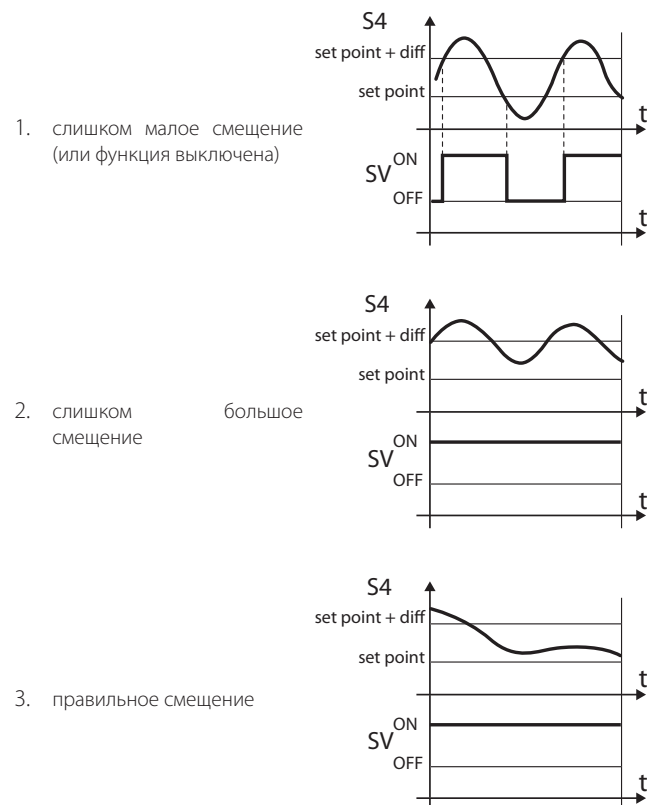 1. слишком малое смещение
(или функция выключена)
S4
set point + diff
set point
t
SV
ON
OFF
t
2. слишком большое
смещение
S4
set point + diff
set point
t
SV
ON
OFF
t
3. правильное смещение
S4
set point + diff
set point
t
SV
ON
OFF
t